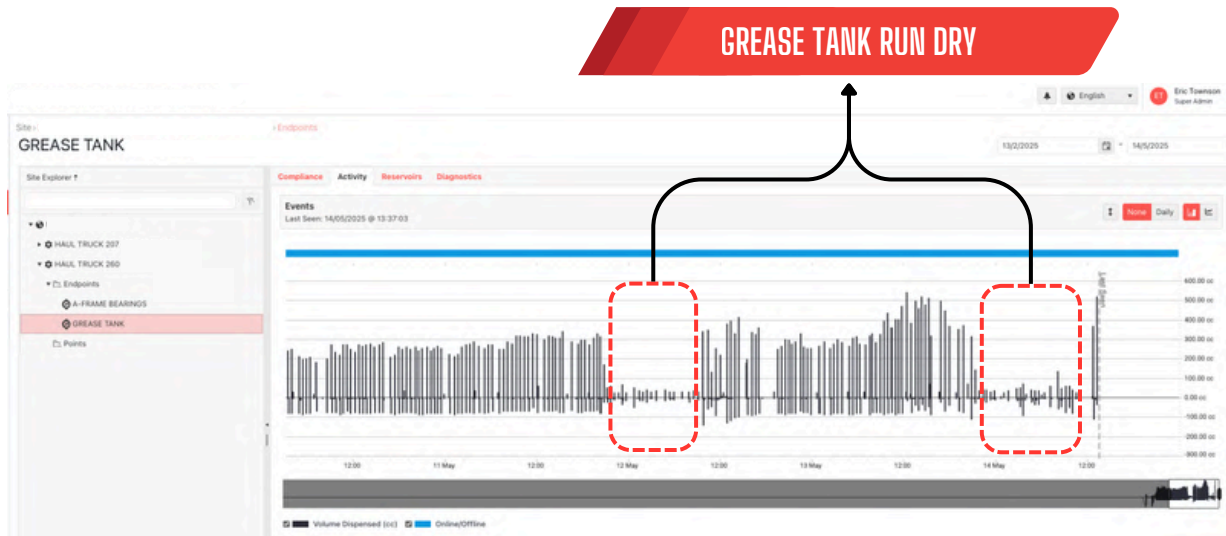 GREASE TANK RUN DRY
English
ET
Eric Townson
Super Admin
Site ›
› Endpoints
GREASE TANK
13/2/2025
-
14/5/2025
Site Explorer
Compliance Activity Reservoirs Diagnostics
Events
Last Seen: 14/05/2025 @ 13:37:03
None Daily
HAUL TRUCK 207
HAUL TRUCK 260
Endpoints
A-FRAME BEARINGS
GREASE TANK
Points
Last Seen
600.00 cc
500.00 cc
400.00 cc
300.00 cc
200.00 cc
100.00 cc
0.00 cc
-100.00 cc
-200.00 cc
-300.00 cc
12:00 11 May 12:00 12 May 12:00 13 May 12:00 14 May 12:00
Volume Dispensed (cc) Online/Offline